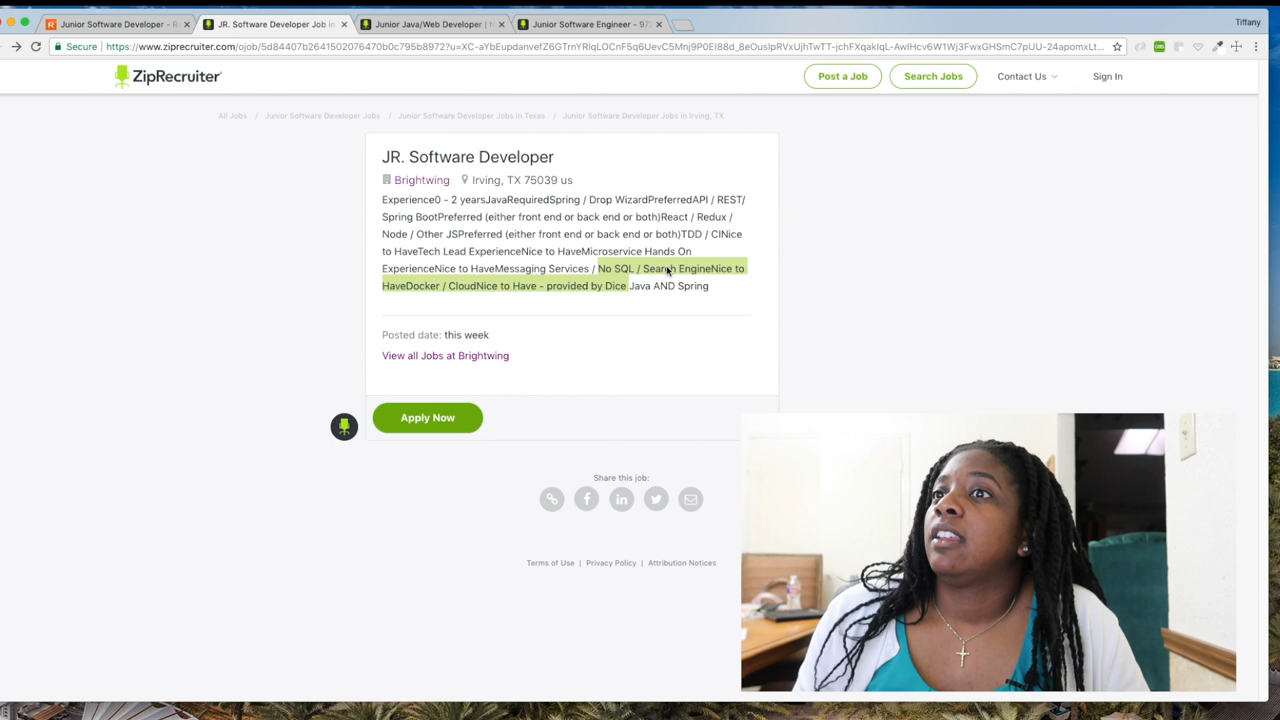 Junior Software Developer - R
JR. Software Developer Job in
Junior Java/Web Developer | N
Junior Software Engineer - 97
Tiffany
Secure
ZipRecruiter
Post a Job
Search Jobs
Contact Us
Sign In
All Jobs / Junior Software Developer Jobs / Junior Software Developer Jobs in Texas / Junior Software Developer Jobs in Irving, TX
JR. Software Developer
Brightwing Irving, TX 75039 us
Experience0 - 2 yearsJavaRequiredSpring / Drop WizardPreferredAPI / REST/
Spring BootPreferred (either front end or back end or both)React / Redux /
Node / Other JSPreferred (either front end or back end or both)TDD / CINice
to HaveTech Lead ExperienceNice to HaveMicroservice Hands On
ExperienceNice to HaveMessaging Services / No SQL / Search EngineNice to
HaveDocker / CloudNice to Have - provided by Dice Java AND Spring
Posted date: this week
View all Jobs at Brightwing
Apply Now
Share this job:
Terms of Use | Privacy Policy | Attribution Notices